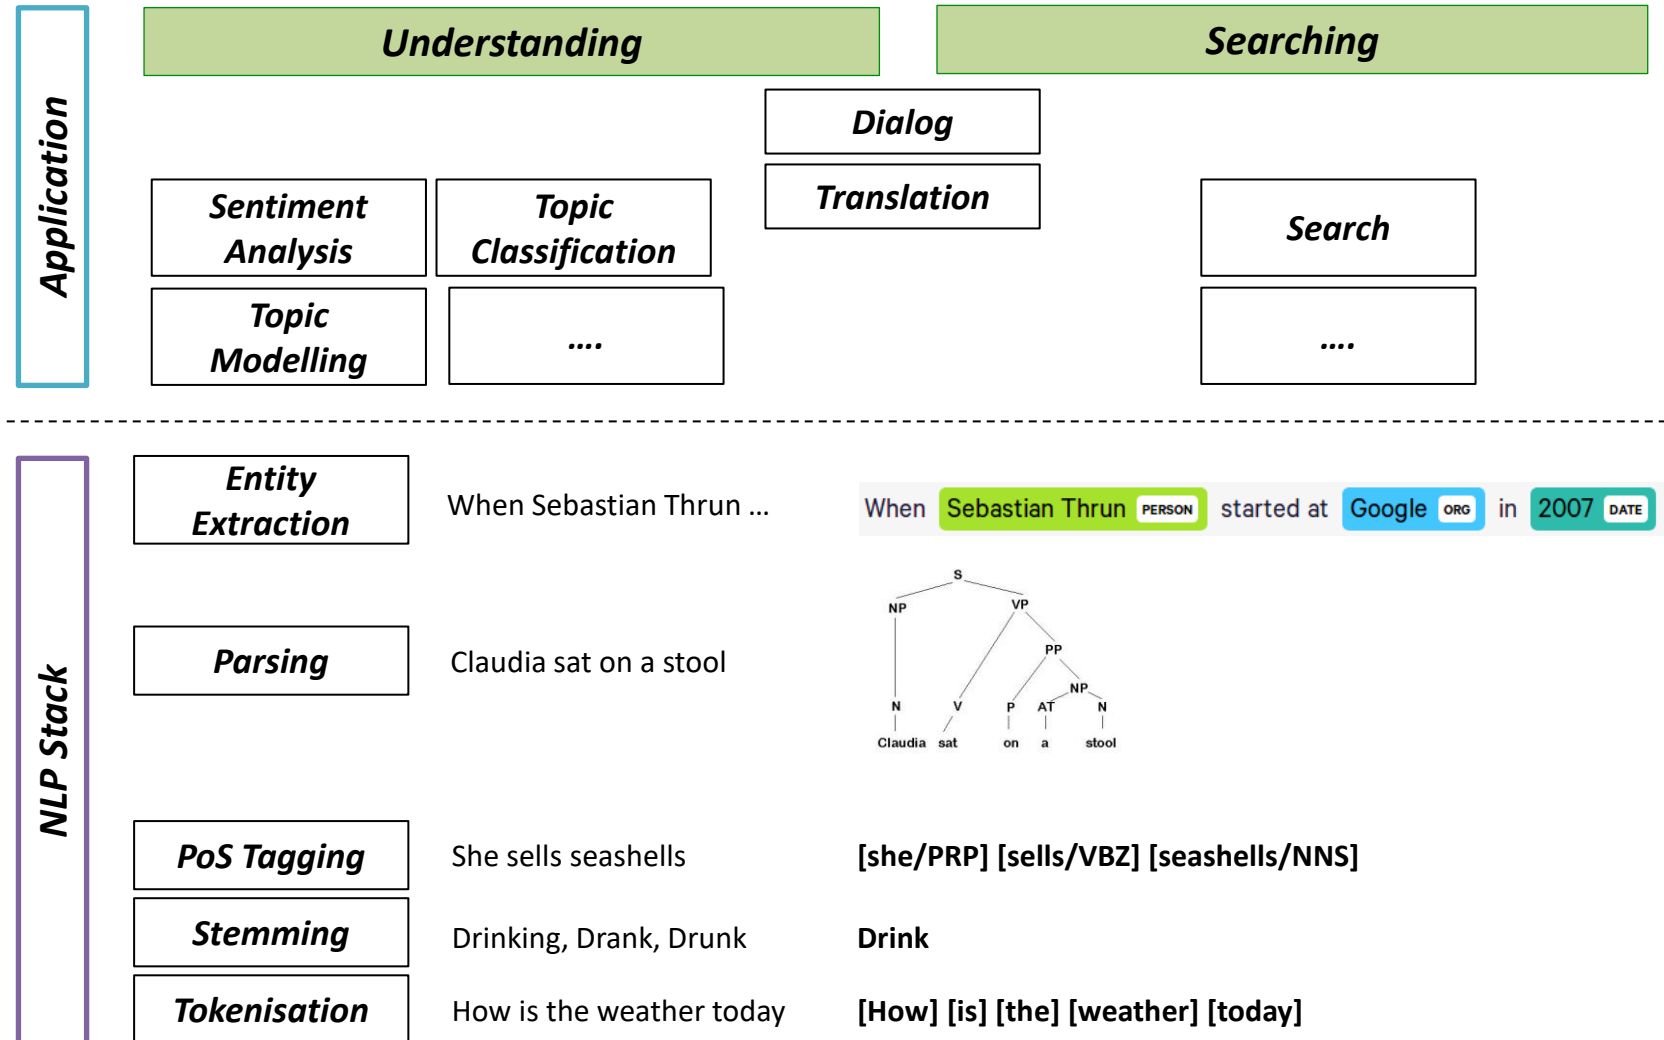 Understanding
Searching
Application
Dialog
Translation
Sentiment
Analysis
Topic
Classification
Search
Topic
Modelling
....
....
NLP Stack
Entity
Extraction
When Sebastian Thrun ...
When Sebastian Thrun PERSON started at Google ORG in 2007 DATE
Parsing
Claudia sat on a stool
S
NP VP
PP
NP
N V P AT N
Claudia sat on a stool
PoS Tagging
She sells seashells
[she/PRP] [sells/VBZ] [seashells/NNS]
Stemming
Drinking, Drank, Drunk
Drink
Tokenisation
How is the weather today
[How] [is] [the] [weather] [today]